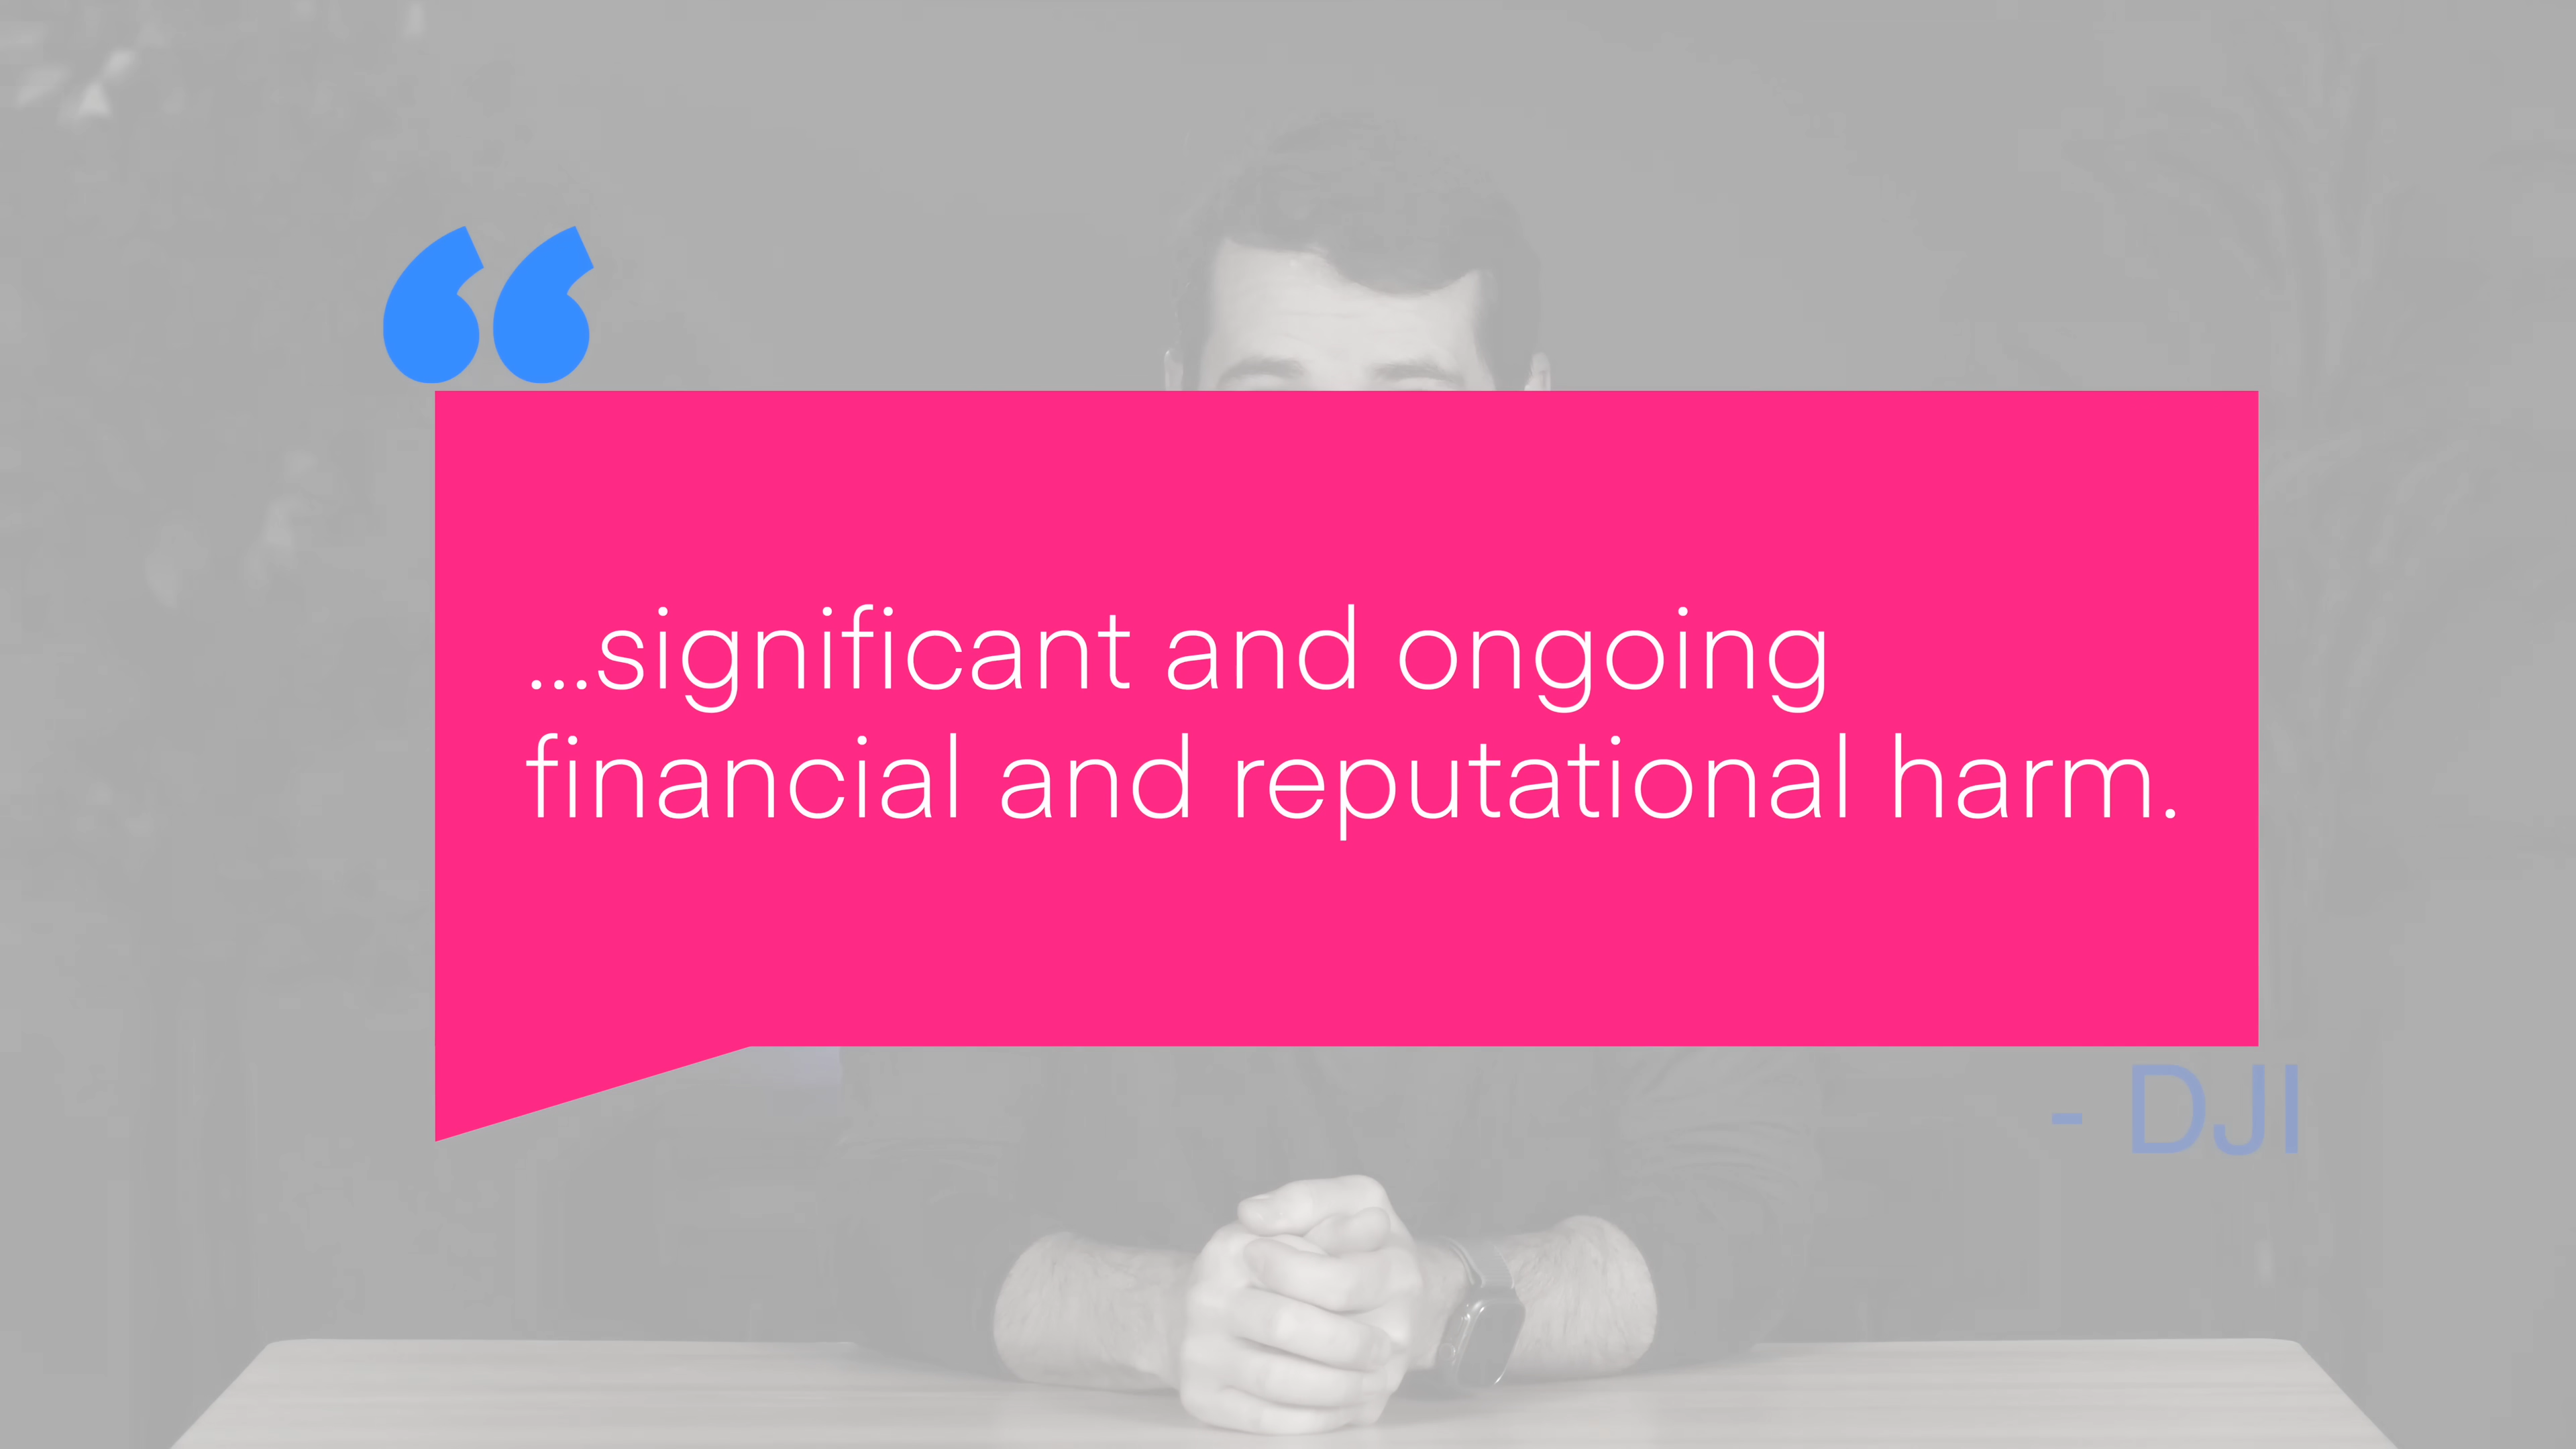 “
...significant and ongoing
financial and reputational harm.
- DJI